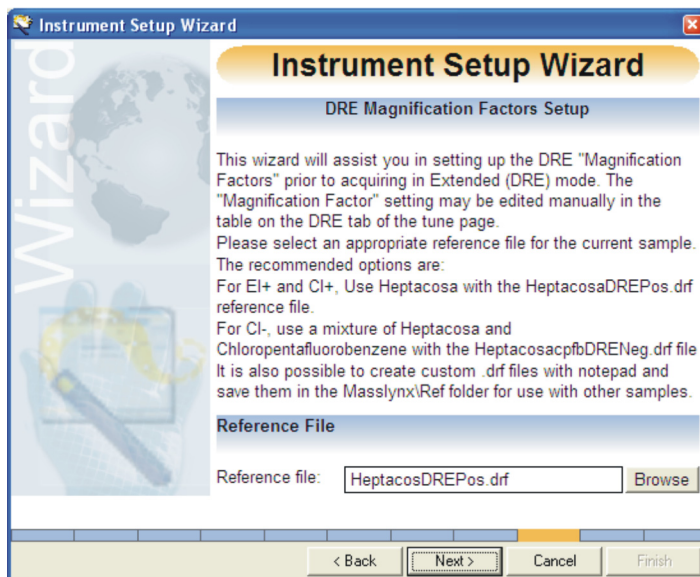 Instrument Setup Wizard
Wizard
Instrument Setup Wizard
DRE Magnification Factors Setup
This wizard will assist you in setting up the DRE "Magnification
Factors" prior to acquiring in Extended (DRE) mode. The
"Magnification Factor" setting may be edited manually in the
table on the DRE tab of the tune page.
Please select an appropriate reference file for the current sample.
The recommended options are:
For EI+ and CI+, Use Heptacosa with the HeptacosaDREPos.drf
reference file.
For CI-, use a mixture of Heptacosa and
Chloropentafluorobenzene with the HeptacosacpfbDRENeg.drf file
It is also possible to create custom .drf files with notepad and
save them in the Masslynx\Ref folder for use with other samples.
Reference File
Reference file: HeptacosDREPos.drf Browse
< Back Next > Cancel Finish